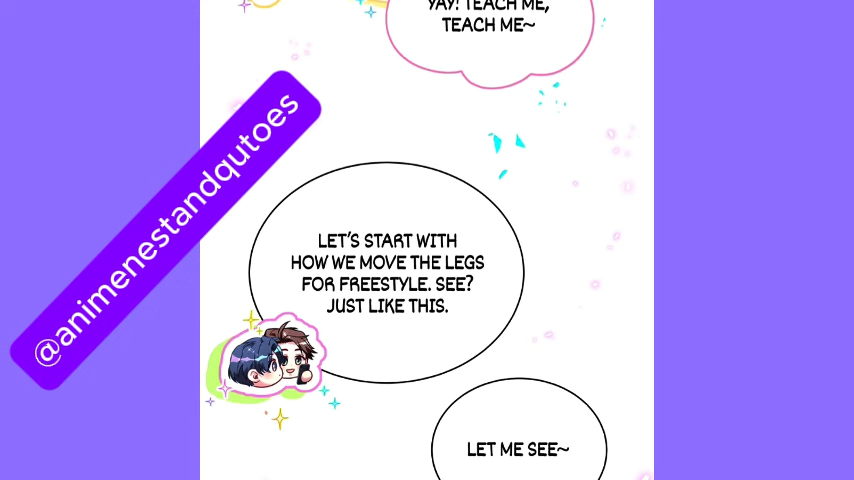 YAY! TEACH ME,
TEACH ME~
@animenestandqutoes
LET'S START WITH
HOW WE MOVE THE LEGS
FOR FREESTYLE. SEE?
JUST LIKE THIS.
LET ME SEE~